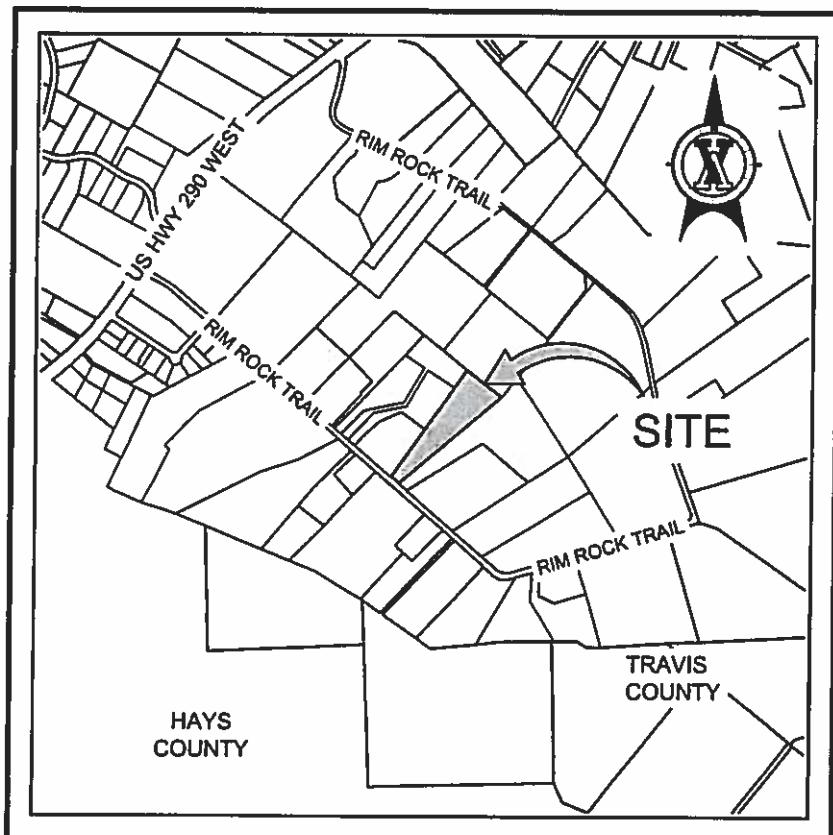 RIM ROCK TRAIL
US HWY 290 WEST
RIM ROCK TRAIL
SITE
RIM ROCK TRAIL
TRAVIS
COUNTY
HAYS
COUNTY